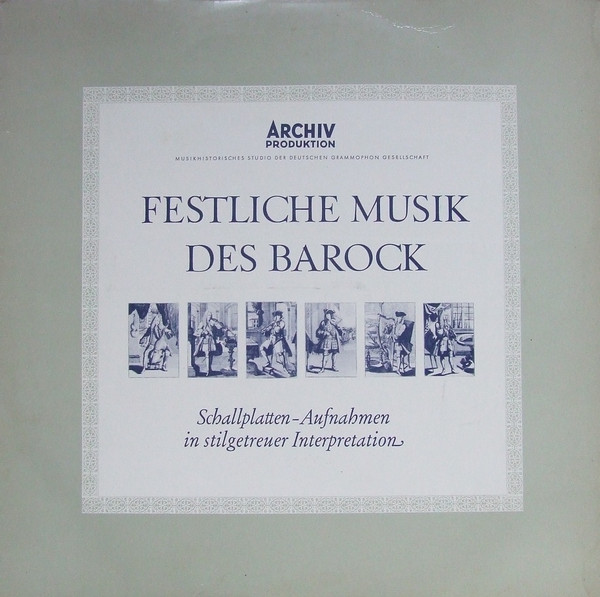 ARCHIV
PRODUKTION
MUSIKHISTORISCHES STUDIO DER DEUTSCHEN GRAMMOPHON GESELLSCHAFT
FESTLICHE MUSIK
DES BAROCK
Schallplatten-Aufnahmen
in stilgetreuer Interpretation